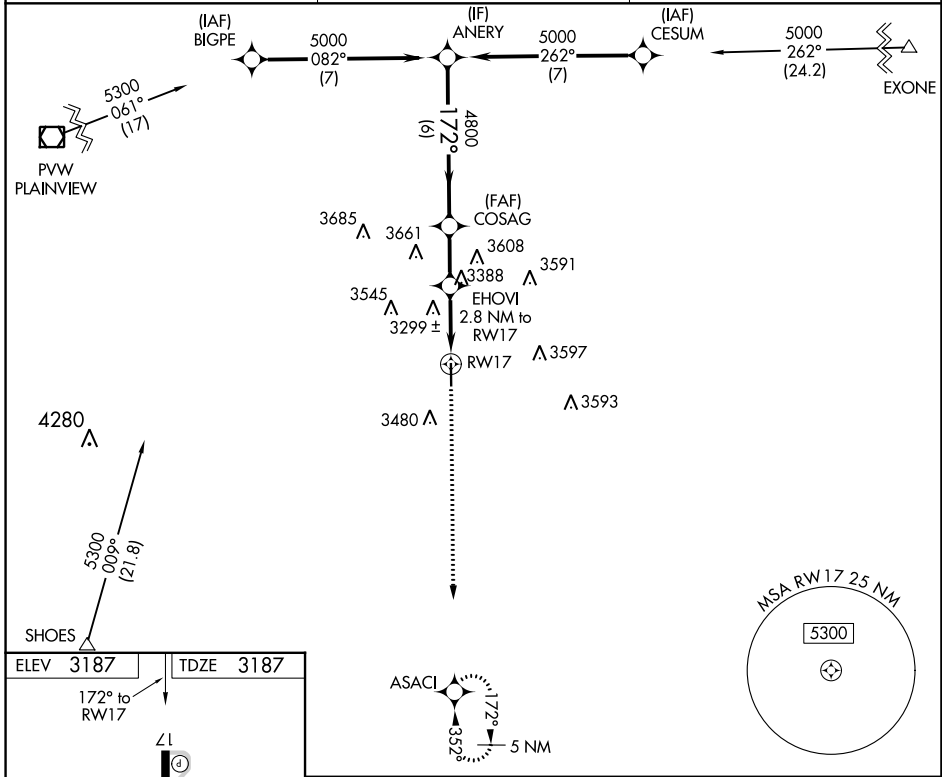 (IAF)
BIGPE
5000
082°
(7)
(IF)
ANERY
5000
262°
(7)
(IAF)
CESUM
5000
262°
(24.2)
EXONE
5300
061°
(17)
PVW
PLAINVIEW
4800
172°
(6)
(FAF)
COSAG
3685
3661
3608
3388
3591
3545
3299 ±
EHOVI
2.8 NM to
RW17
RW17
3597
3593
3480
4280
5300
009°
(21.8)
SHOES
MSA RW17 25 NM
5300
ELEV 3187
TDZE 3187
172° to
RW17
17
P
ASACI
172°
352°
5 NM